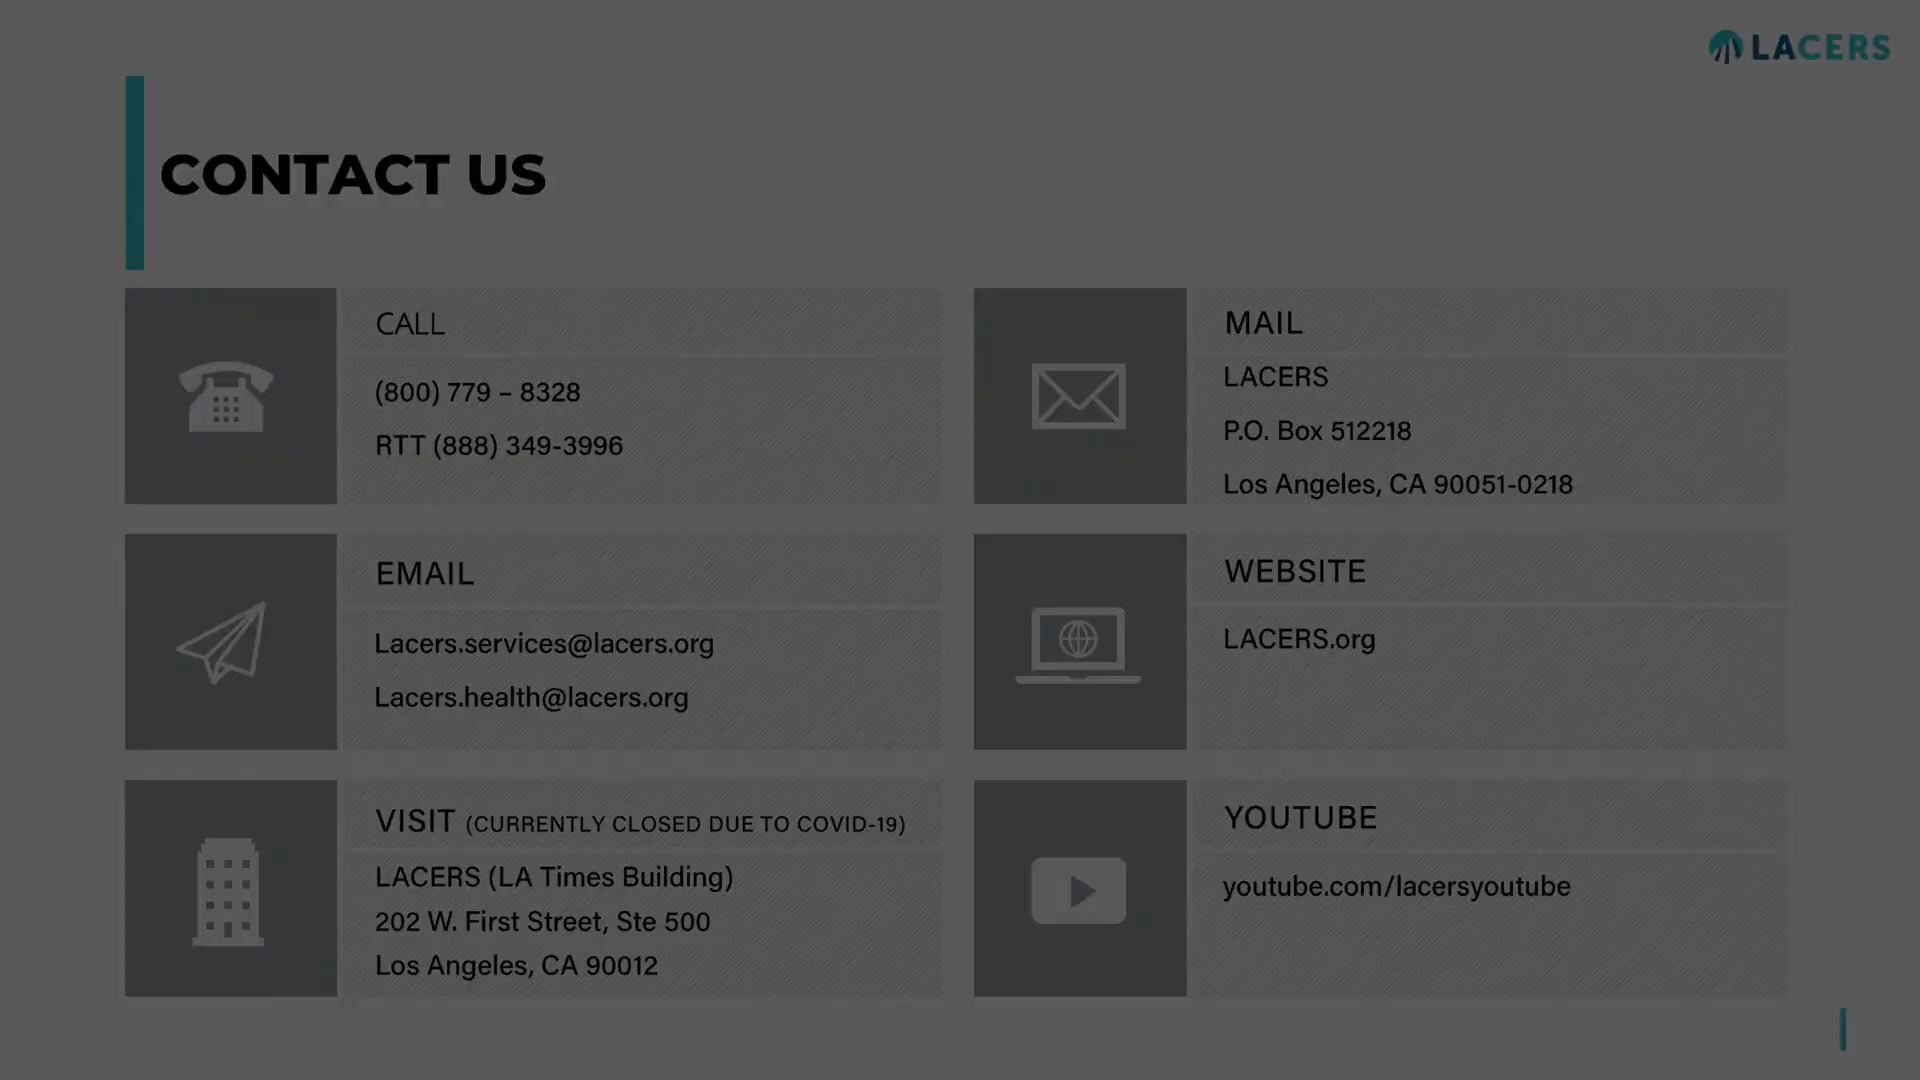 LACERS
CONTACT US
CALL
(800) 779 – 8328
RTT (888) 349-3996
MAIL
LACERS
P.O. Box 512218
Los Angeles, CA 90051-0218
EMAIL
Lacers.services@lacers.org
Lacers.health@lacers.org
WEBSITE
LACERS.org
VISIT (CURRENTLY CLOSED DUE TO COVID-19)
LACERS (LA Times Building)
202 W. First Street, Ste 500
Los Angeles, CA 90012
YOUTUBE
youtube.com/lacersyoutube